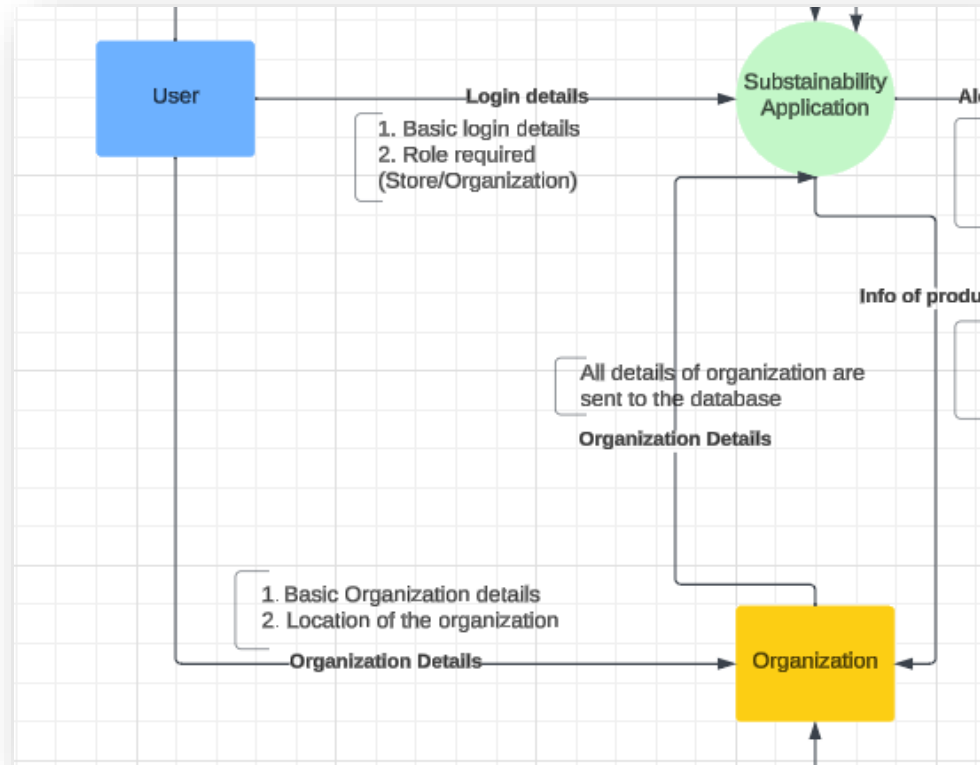 User
Login details
1. Basic login details
2. Role required
(Store/Organization)
Substainability
Application
Info of
All details of organization are
sent to the database
Organization Details
1. Basic Organization details
2. Location of the organization
Organization Details
Organization